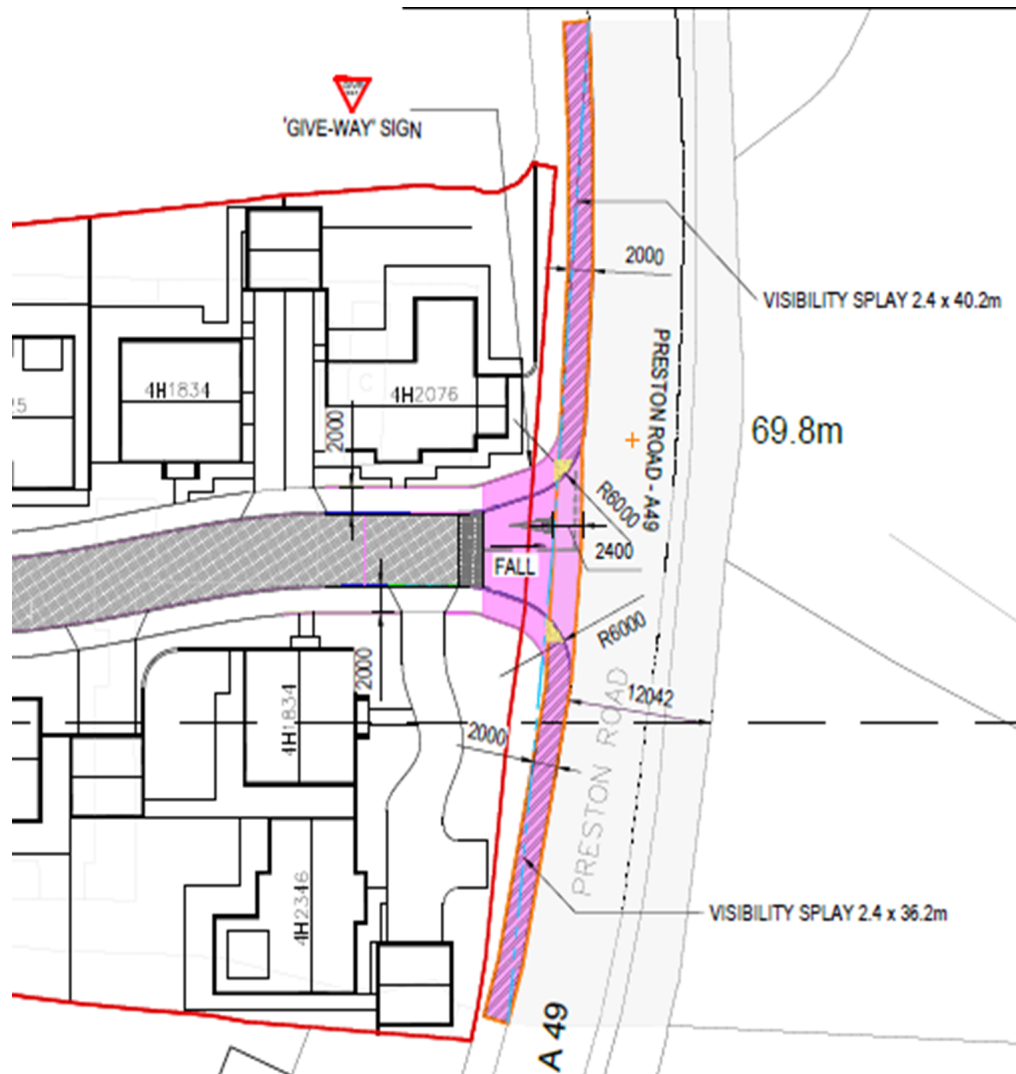 'GIVE-WAY' SIGN
2000
VISIBILITY SPLAY 2.4 x 40.2m
PRESTON ROAD - A49
69.8m
25
4H1834
4H2076
2000
R6000
2400
FALL
R6000
2000
4H1834
12042
2000
PRESTON ROAD
4H2346
VISIBILITY SPLAY 2.4 x 36.2m
A 49